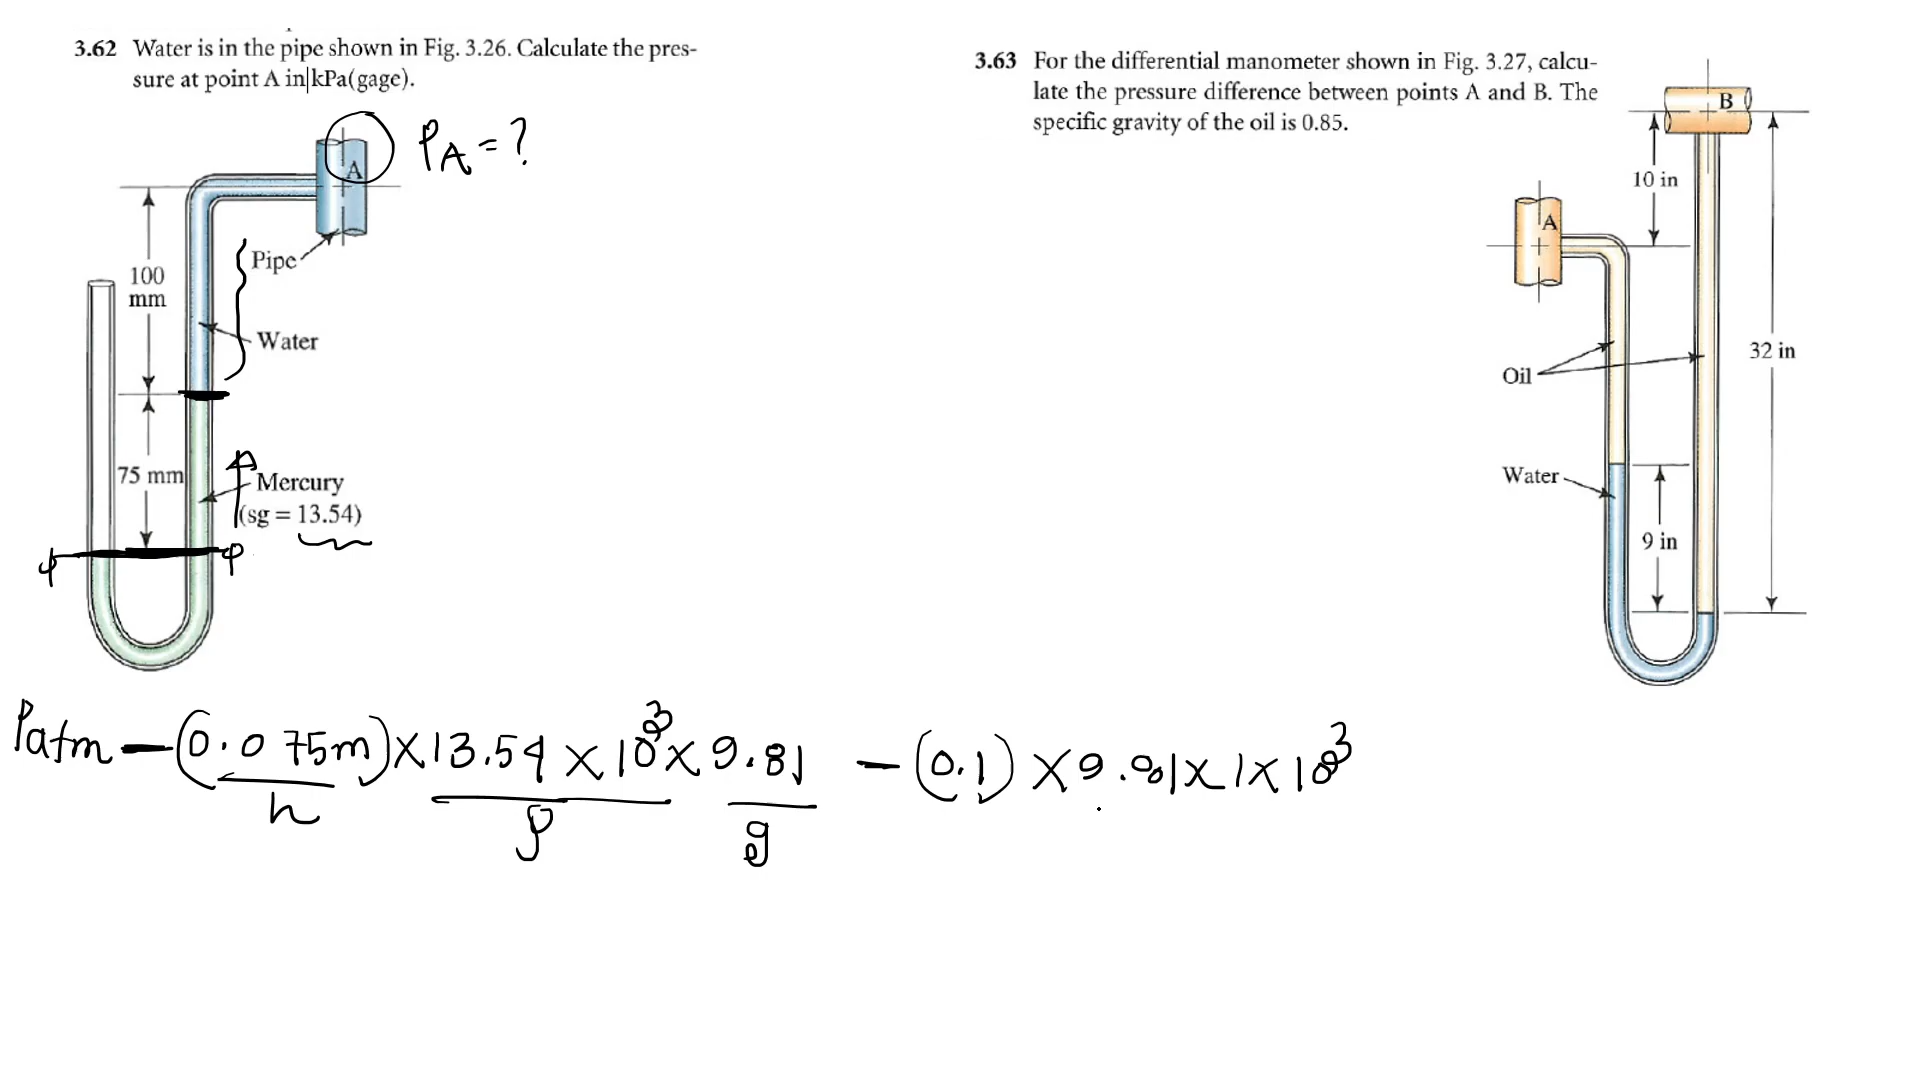 3.62 Water is in the pipe shown in Fig. 3.26. Calculate the pres-
sure at point A in kPa(gage).
PA = ?
A
100
mm
Pipe
Water
75 mm
Mercury
(sg = 13.54)
Patm - (0.075m) × 13.54 × 10³ × 9.81 - (0.1) × 9.81 × 1 × 10³
h
ρ
g
3.63 For the differential manometer shown in Fig. 3.27, calcu-
late the pressure difference between points A and B. The
specific gravity of the oil is 0.85.
B
10 in
A
32 in
Oil
Water
9 in